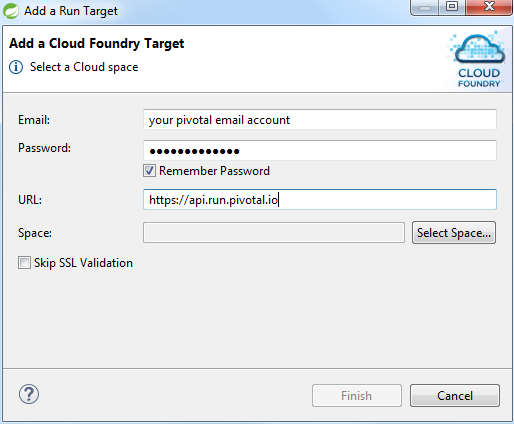 Add a Run Target
Add a Cloud Foundry Target
Select a Cloud space
CLOUD
FOUNDRY
Email: your pivotal email account
Password: ●●●●●●●●●●●●●
Remember Password
URL: https://api.run.pivotal.io
Space: Select Space...
Skip SSL Validation
? Finish Cancel